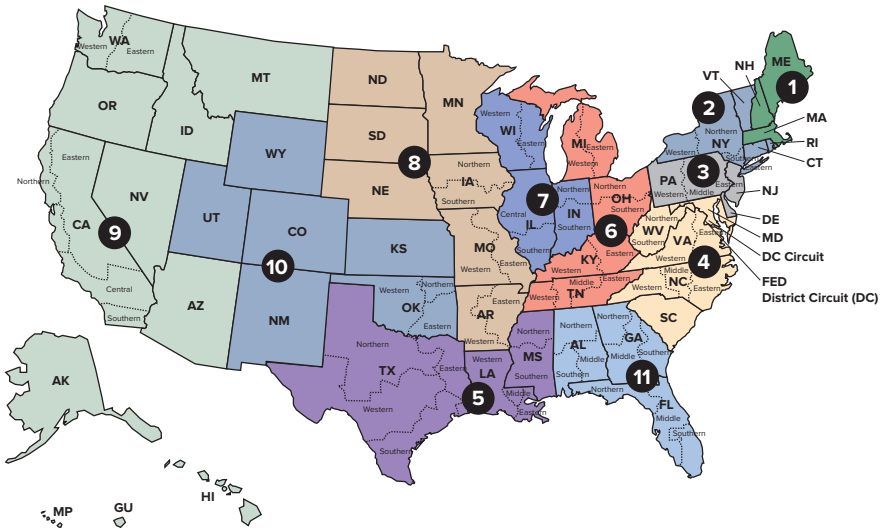 WA
Western
Eastern
MT
OR
ID
ND
MN
SD
WY
8
Northern
IA
Southern
NE
Western
WI
Eastern
MI
Eastern
Western
NH
VT
ME
1
2
MA
RI
CT
Northern
NY
Western
Southern
Eastern
PA
3
Western
Middle
Eastern
NJ
DE
MD
DC Circuit
FED
District Circuit (DC)
Eastern
Northern
NV
CA
9
Central
Southern
UT
CO
10
KS
AZ
NM
Northern
OK
Western
Eastern
MO
Western
Eastern
Eastern
AR
Western
7
Northern
Central
IL
IN
Southern
Southern
Northern
OH
Southern
6
Eastern
KY
Western
Middle
Western
TN
Eastern
Northern
WV
Southern
Eastern
VA
Western
4
Middle
NC
Western
Eastern
SC
Northern
TX
Eastern
Western
Southern
Western
LA
5
Middle
Eastern
Northern
MS
Southern
Northern
AL
Middle
Southern
Northern
GA
Middle
Southern
11
Northern
FL
Middle
Southern
AK
HI
MP
GU